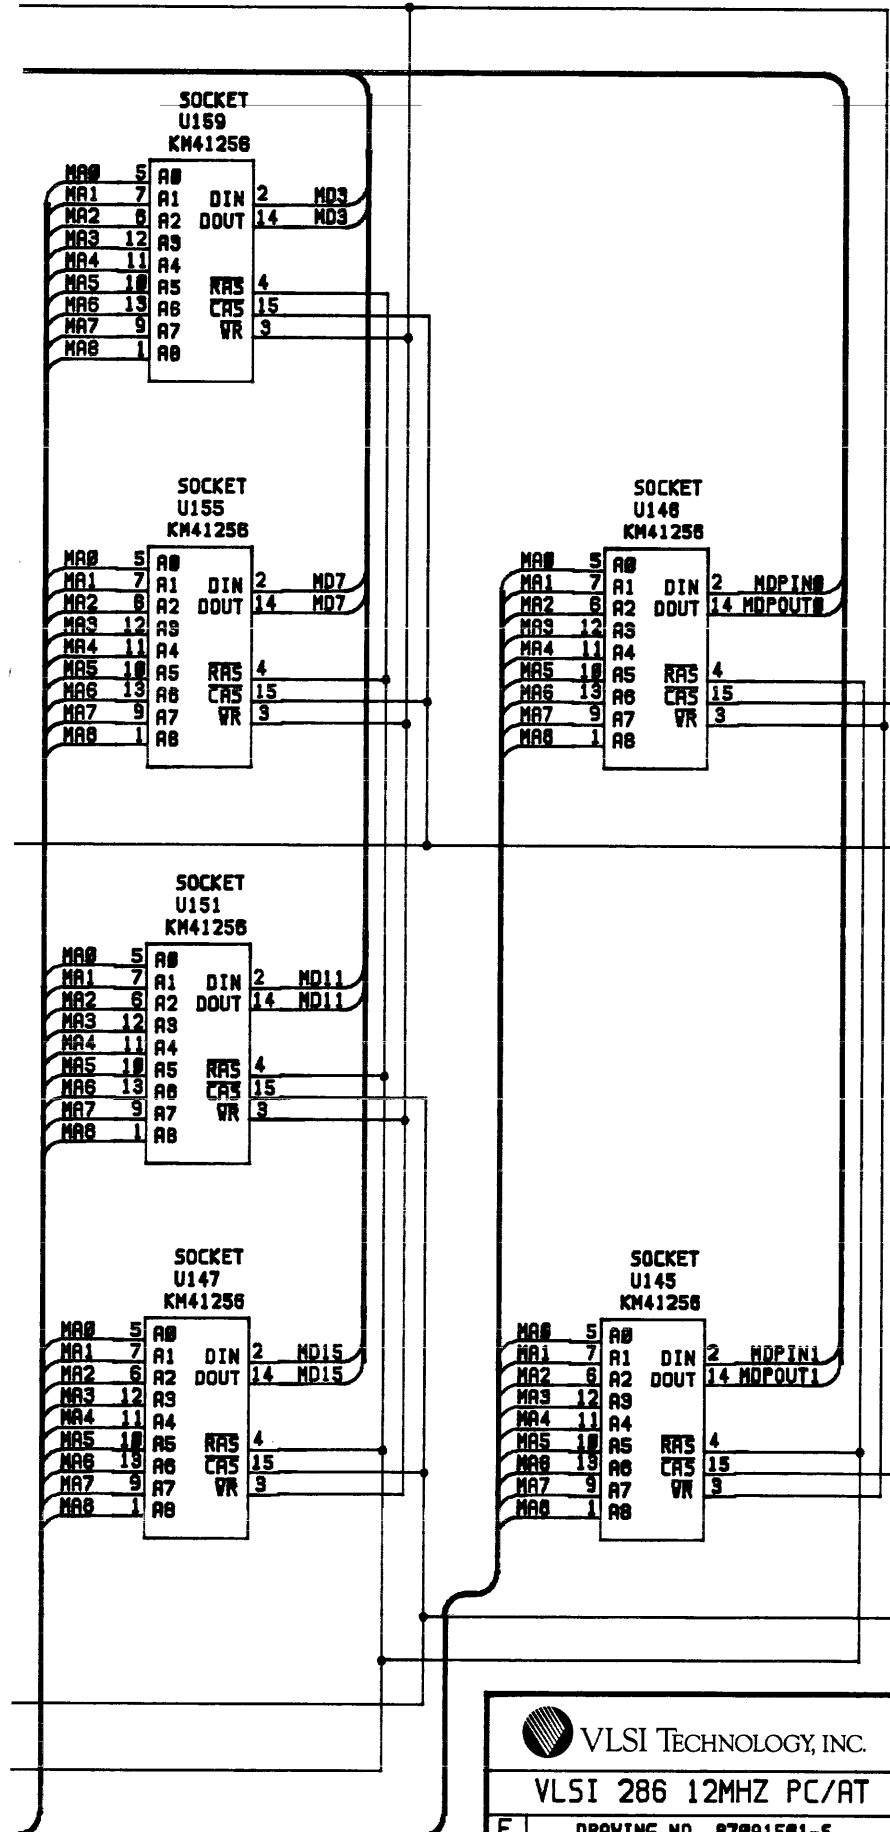 SOCKET
U159
KM41256
MA0 5 A0
MA1 7 A1 DIN 2 MD3
MA2 6 A2 DOUT 14 MD3
MA3 12 A3
MA4 11 A4
MA5 10 A5 RAS 4
MA6 13 A6 CAS 15
MA7 9 A7 WR 3
MA8 1 A8
SOCKET
U155
KM41256
MA0 5 A0
MA1 7 A1 DIN 2 MD7
MA2 6 A2 DOUT 14 MD7
MA3 12 A3
MA4 11 A4
MA5 10 A5 RAS 4
MA6 13 A6 CAS 15
MA7 9 A7 WR 3
MA8 1 A8
SOCKET
U146
KM41256
MA0 5 A0
MA1 7 A1 DIN 2 MDPIN0
MA2 6 A2 DOUT 14 MDPOUT0
MA3 12 A3
MA4 11 A4
MA5 10 A5 RAS 4
MA6 13 A6 CAS 15
MA7 9 A7 WR 3
MA8 1 A8
SOCKET
U151
KM41256
MA0 5 A0
MA1 7 A1 DIN 2 MD11
MA2 6 A2 DOUT 14 MD11
MA3 12 A3
MA4 11 A4
MA5 10 A5 RAS 4
MA6 13 A6 CAS 15
MA7 9 A7 WR 3
MA8 1 A8
SOCKET
U147
KM41256
MA0 5 A0
MA1 7 A1 DIN 2 MD15
MA2 6 A2 DOUT 14 MD15
MA3 12 A3
MA4 11 A4
MA5 10 A5 RAS 4
MA6 13 A6 CAS 15
MA7 9 A7 WR 3
MA8 1 A8
SOCKET
U145
KM41256
MA0 5 A0
MA1 7 A1 DIN 2 MDPIN1
MA2 6 A2 DOUT 14 MDPOUT1
MA3 12 A3
MA4 11 A4
MA5 10 A5 RAS 4
MA6 13 A6 CAS 15
MA7 9 A7 WR 3
MA8 1 A8
VLSI TECHNOLOGY, INC.
VLSI 286 12MHZ PC/AT
DRAWING NO.